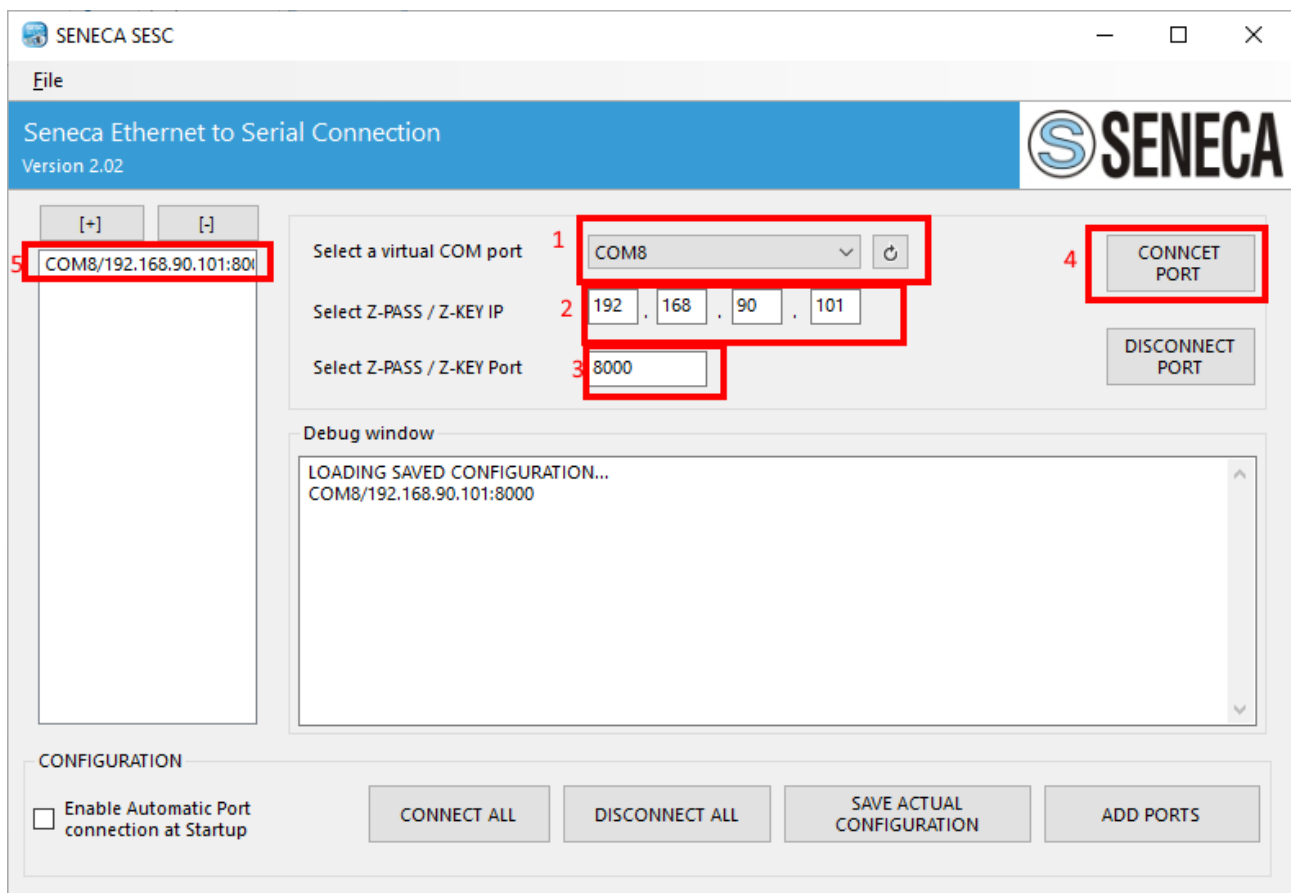 SENECA SESC
File
Seneca Ethernet to Serial Connection
Version 2.02
S SENECA
[+] [-]
5 COM8/192.168.90.101:80
Select a virtual COM port 1 COM8
Select Z-PASS / Z-KEY IP 2 192 . 168 . 90 . 101
Select Z-PASS / Z-KEY Port 3 8000
4 CONNCET
PORT
DISCONNECT
PORT
Debug window
LOADING SAVED CONFIGURATION...
COM8/192.168.90.101:8000
CONFIGURATION
Enable Automatic Port
connection at Startup
CONNECT ALL
DISCONNECT ALL
SAVE ACTUAL
CONFIGURATION
ADD PORTS